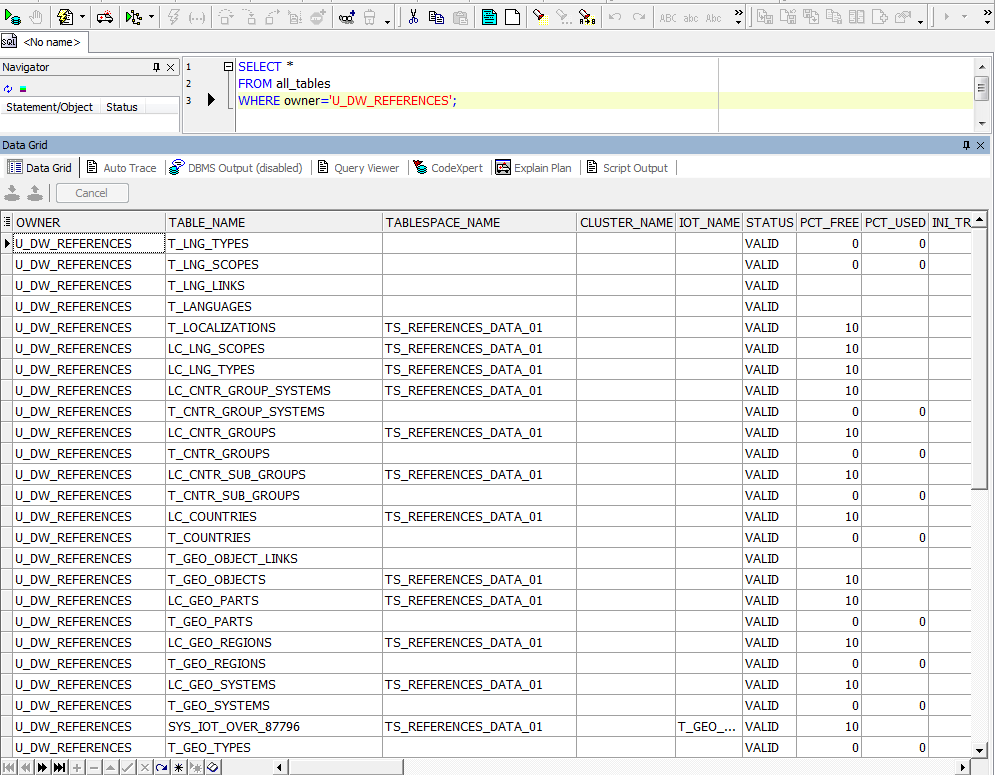 ABC abc Abc
<No name>
Navigator
Statement/Object Status
1 SELECT *
2 FROM all_tables
3 WHERE owner='U_DW_REFERENCES';
Data Grid
Data Grid Auto Trace DBMS Output (disabled) Query Viewer CodeXpert Explain Plan Script Output
Cancel
OWNER TABLE_NAME TABLESPACE_NAME CLUSTER_NAME IOT_NAME STATUS PCT_FREE PCT_USED INI_TR
U_DW_REFERENCES T_LNG_TYPES VALID 0 0
U_DW_REFERENCES T_LNG_SCOPES VALID 0 0
U_DW_REFERENCES T_LNG_LINKS VALID
U_DW_REFERENCES T_LANGUAGES VALID
U_DW_REFERENCES T_LOCALIZATIONS TS_REFERENCES_DATA_01 VALID 10
U_DW_REFERENCES LC_LNG_SCOPES TS_REFERENCES_DATA_01 VALID 10
U_DW_REFERENCES LC_LNG_TYPES TS_REFERENCES_DATA_01 VALID 10
U_DW_REFERENCES LC_CNTR_GROUP_SYSTEMS TS_REFERENCES_DATA_01 VALID 10
U_DW_REFERENCES T_CNTR_GROUP_SYSTEMS VALID 0 0
U_DW_REFERENCES LC_CNTR_GROUPS TS_REFERENCES_DATA_01 VALID 10
U_DW_REFERENCES T_CNTR_GROUPS VALID 0 0
U_DW_REFERENCES LC_CNTR_SUB_GROUPS TS_REFERENCES_DATA_01 VALID 10
U_DW_REFERENCES T_CNTR_SUB_GROUPS VALID 0 0
U_DW_REFERENCES LC_COUNTRIES TS_REFERENCES_DATA_01 VALID 10
U_DW_REFERENCES T_COUNTRIES VALID 0 0
U_DW_REFERENCES T_GEO_OBJECT_LINKS VALID
U_DW_REFERENCES T_GEO_OBJECTS TS_REFERENCES_DATA_01 VALID 10
U_DW_REFERENCES LC_GEO_PARTS TS_REFERENCES_DATA_01 VALID 10
U_DW_REFERENCES T_GEO_PARTS VALID 0 0
U_DW_REFERENCES LC_GEO_REGIONS TS_REFERENCES_DATA_01 VALID 10
U_DW_REFERENCES T_GEO_REGIONS VALID 0 0
U_DW_REFERENCES LC_GEO_SYSTEMS TS_REFERENCES_DATA_01 VALID 10
U_DW_REFERENCES T_GEO_SYSTEMS VALID 0 0
U_DW_REFERENCES SYS_IOT_OVER_87796 TS_REFERENCES_DATA_01 T_GEO_... VALID 10
U_DW_REFERENCES T_GEO_TYPES VALID 0 0